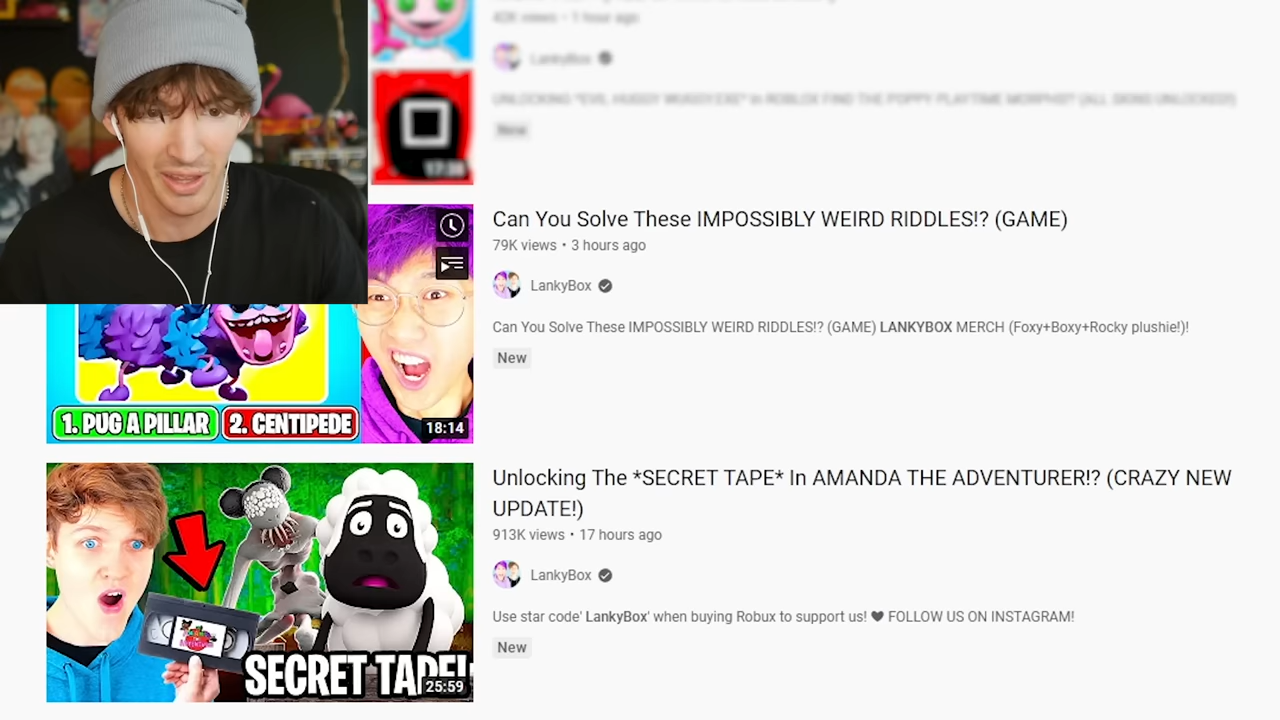 42K views • 1 hour ago
LankyBox
New
17:38
Can You Solve These IMPOSSIBLY WEIRD RIDDLES!? (GAME)
79K views • 3 hours ago
LankyBox
Can You Solve These IMPOSSIBLY WEIRD RIDDLES!? (GAME) LANKYBOX MERCH (Foxy+Boxy+Rocky plushie!)!
New
1. PUG A PILLAR
2. CENTIPEDE
18:14
Unlocking The *SECRET TAPE* In AMANDA THE ADVENTURER!? (CRAZY NEW
UPDATE!)
913K views • 17 hours ago
LankyBox
Use star code' LankyBox' when buying Robux to support us! ♥ FOLLOW US ON INSTAGRAM!
New
SECRET TAPE!
25:59